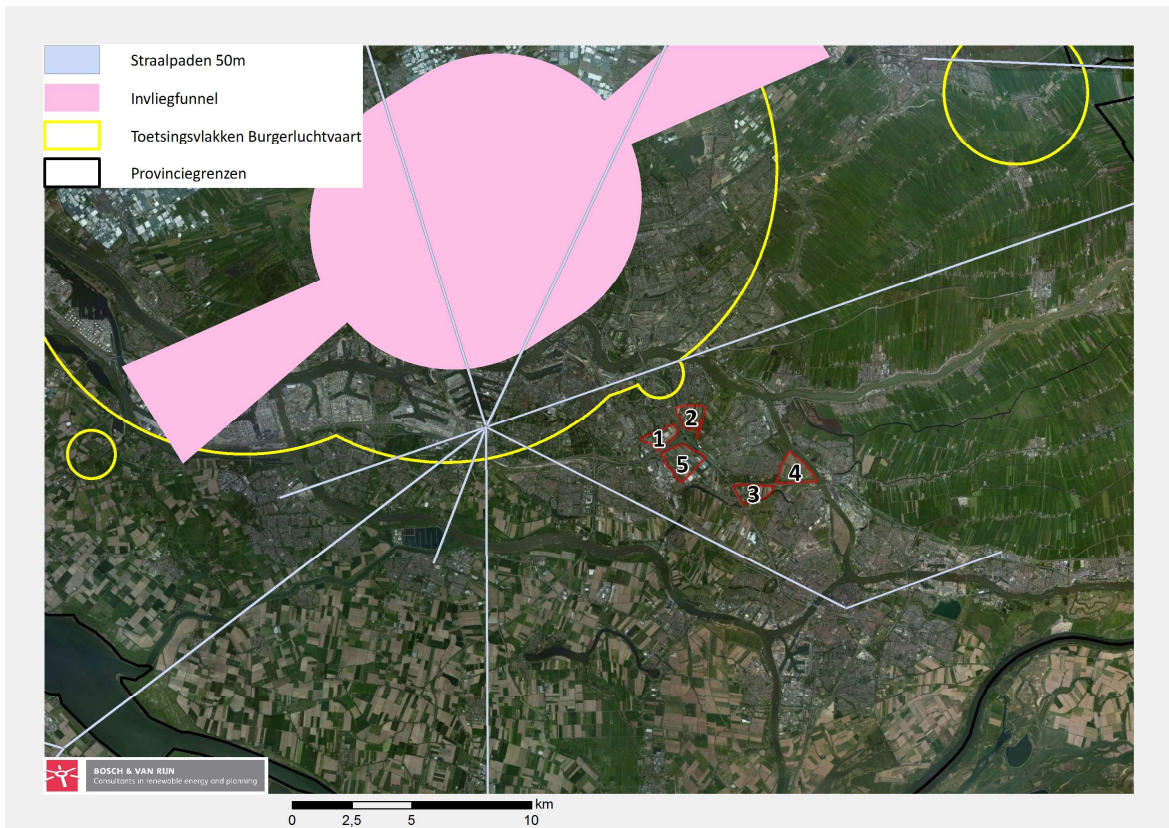 Straalpaden 50m
Invliegfunnel
Toetsingsvlakken Burgerluchtvaart
Provinciegrenzen
2
1
5
4
3
BOSCH & VAN RIJN
Consultants in renewable energy and planning
km
0 2,5 5 10